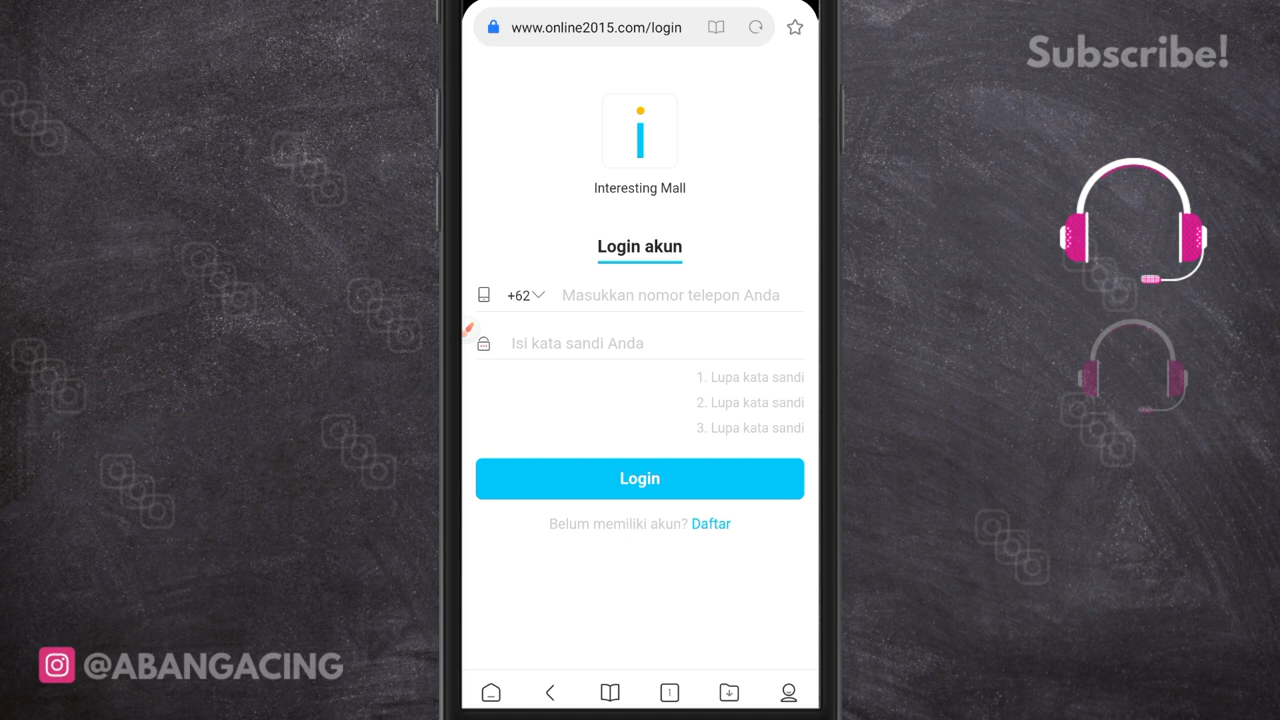 www.online2015.com/login
Subscribe!
i
Interesting Mall
Login akun
+62 Masukkan nomor telepon Anda
Isi kata sandi Anda
1. Lupa kata sandi
2. Lupa kata sandi
3. Lupa kata sandi
Login
Belum memiliki akun? Daftar
1
@ABANGACING